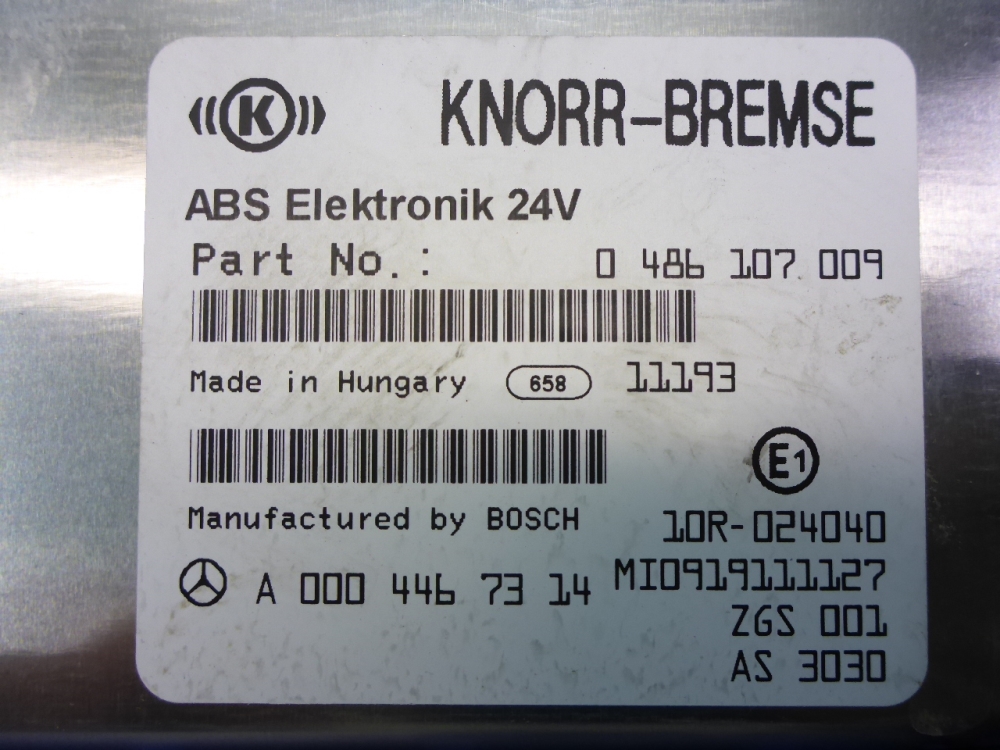 K KNORR-BREMSE
ABS Elektronik 24V
Part No.: 0 486 107 009
Made in Hungary 658 11193
E1
Manufactured by BOSCH 10R-024040
A 000 446 73 14 MI0919111127
ZGS 001
AS 3030